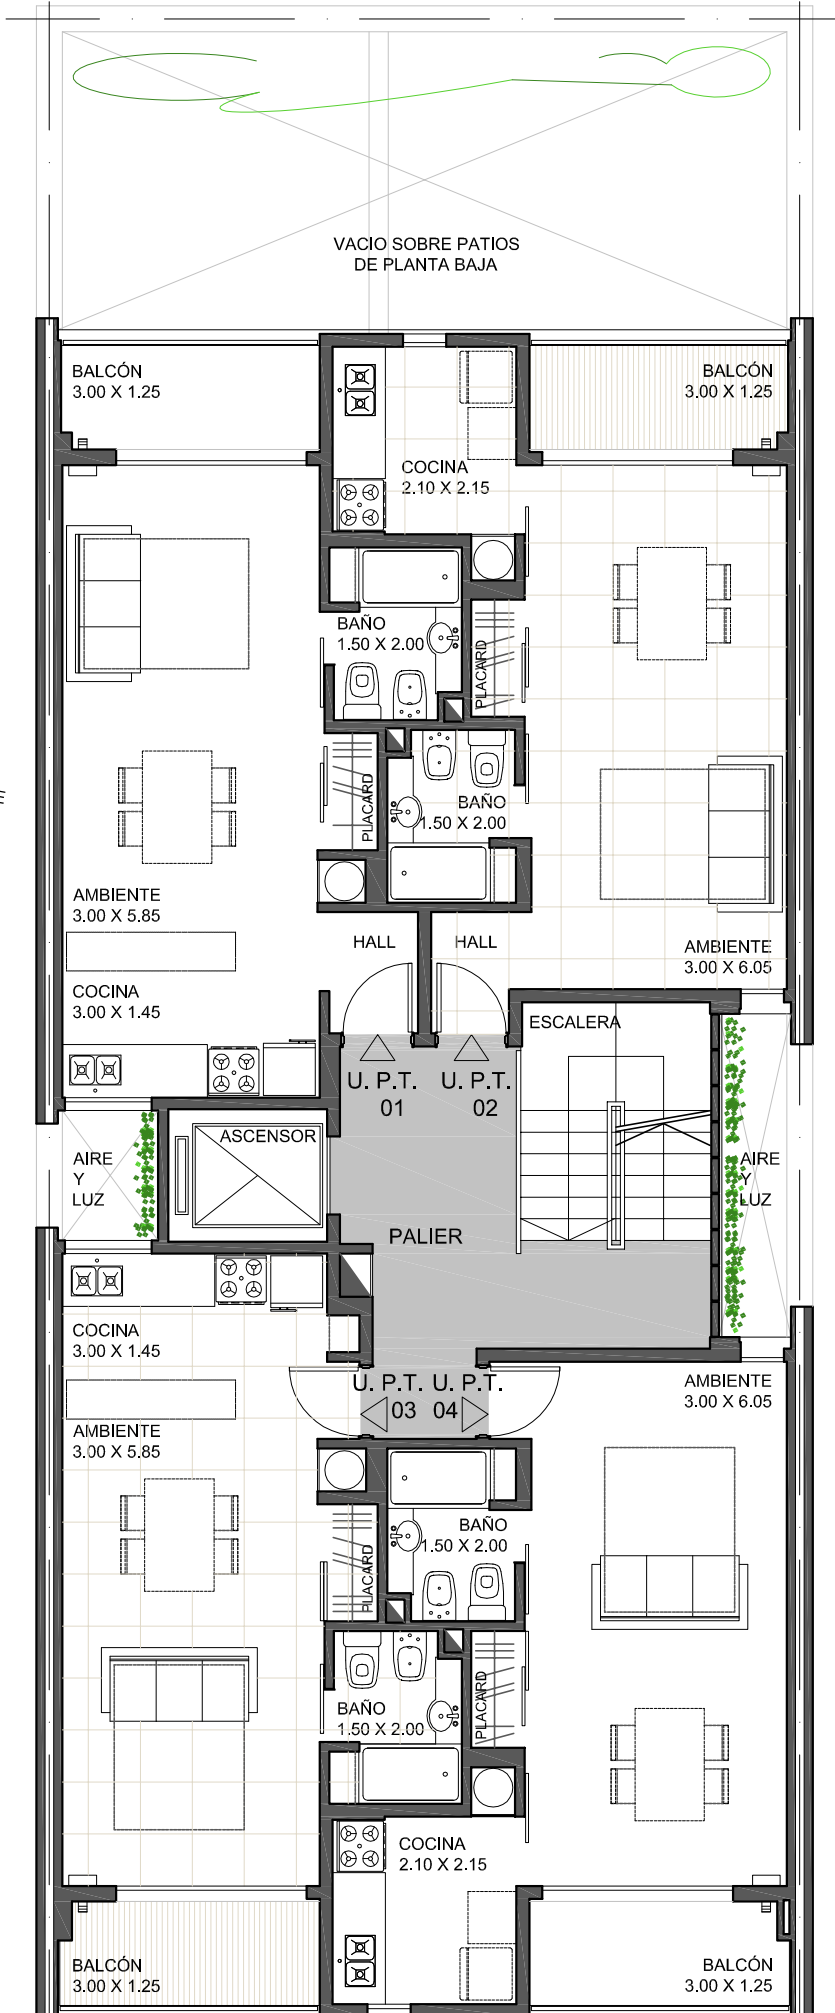 VACIO SOBRE PATIOS
DE PLANTA BAJA
BALCÓN
3.00 X 1.25
BALCÓN
3.00 X 1.25
COCINA
2.10 X 2.15
BAÑO
1.50 X 2.00
PLACARD
PLACARD
BAÑO
1.50 X 2.00
AMBIENTE
3.00 X 5.85
HALL
HALL
AMBIENTE
3.00 X 6.05
COCINA
3.00 X 1.45
ESCALERA
U. P.T.
01
U. P.T.
02
ASCENSOR
AIRE
Y
LUZ
AIRE
Y
LUZ
PALIER
COCINA
3.00 X 1.45
U. P.T.
03
U. P.T.
04
AMBIENTE
3.00 X 6.05
AMBIENTE
3.00 X 5.85
BAÑO
1.50 X 2.00
PLACARD
PLACARD
BAÑO
1.50 X 2.00
COCINA
2.10 X 2.15
BALCÓN
3.00 X 1.25
BALCÓN
3.00 X 1.25